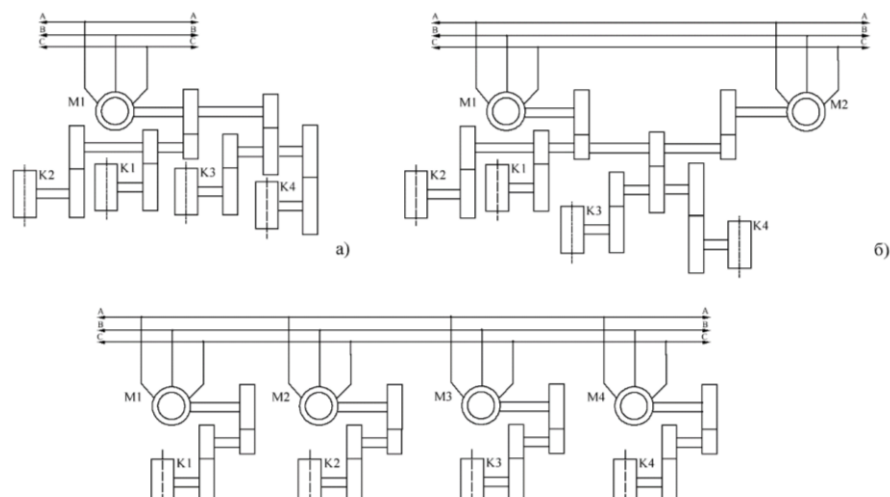 A A
B B
C C
M1
K2 K1 K3 K4
а)
A A
B B
C C
M1 M2
K2 K1
K3 K4
б)
A A
B B
C C
M1 M2 M3 M4
K1 K2 K3 K4